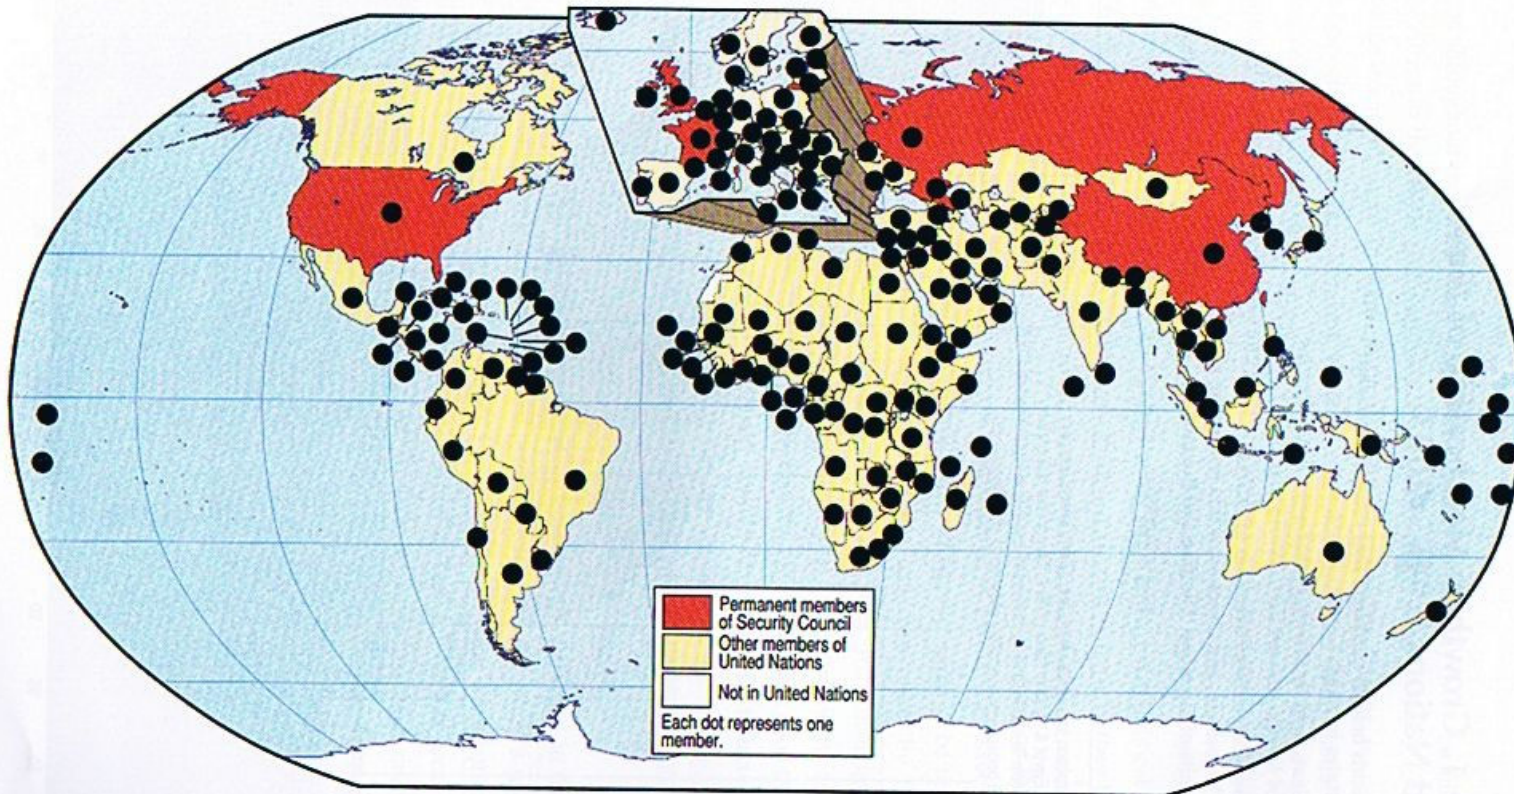 Permanent members
of Security Council
Other members of
United Nations
Not in United Nations
Each dot represents one
member.